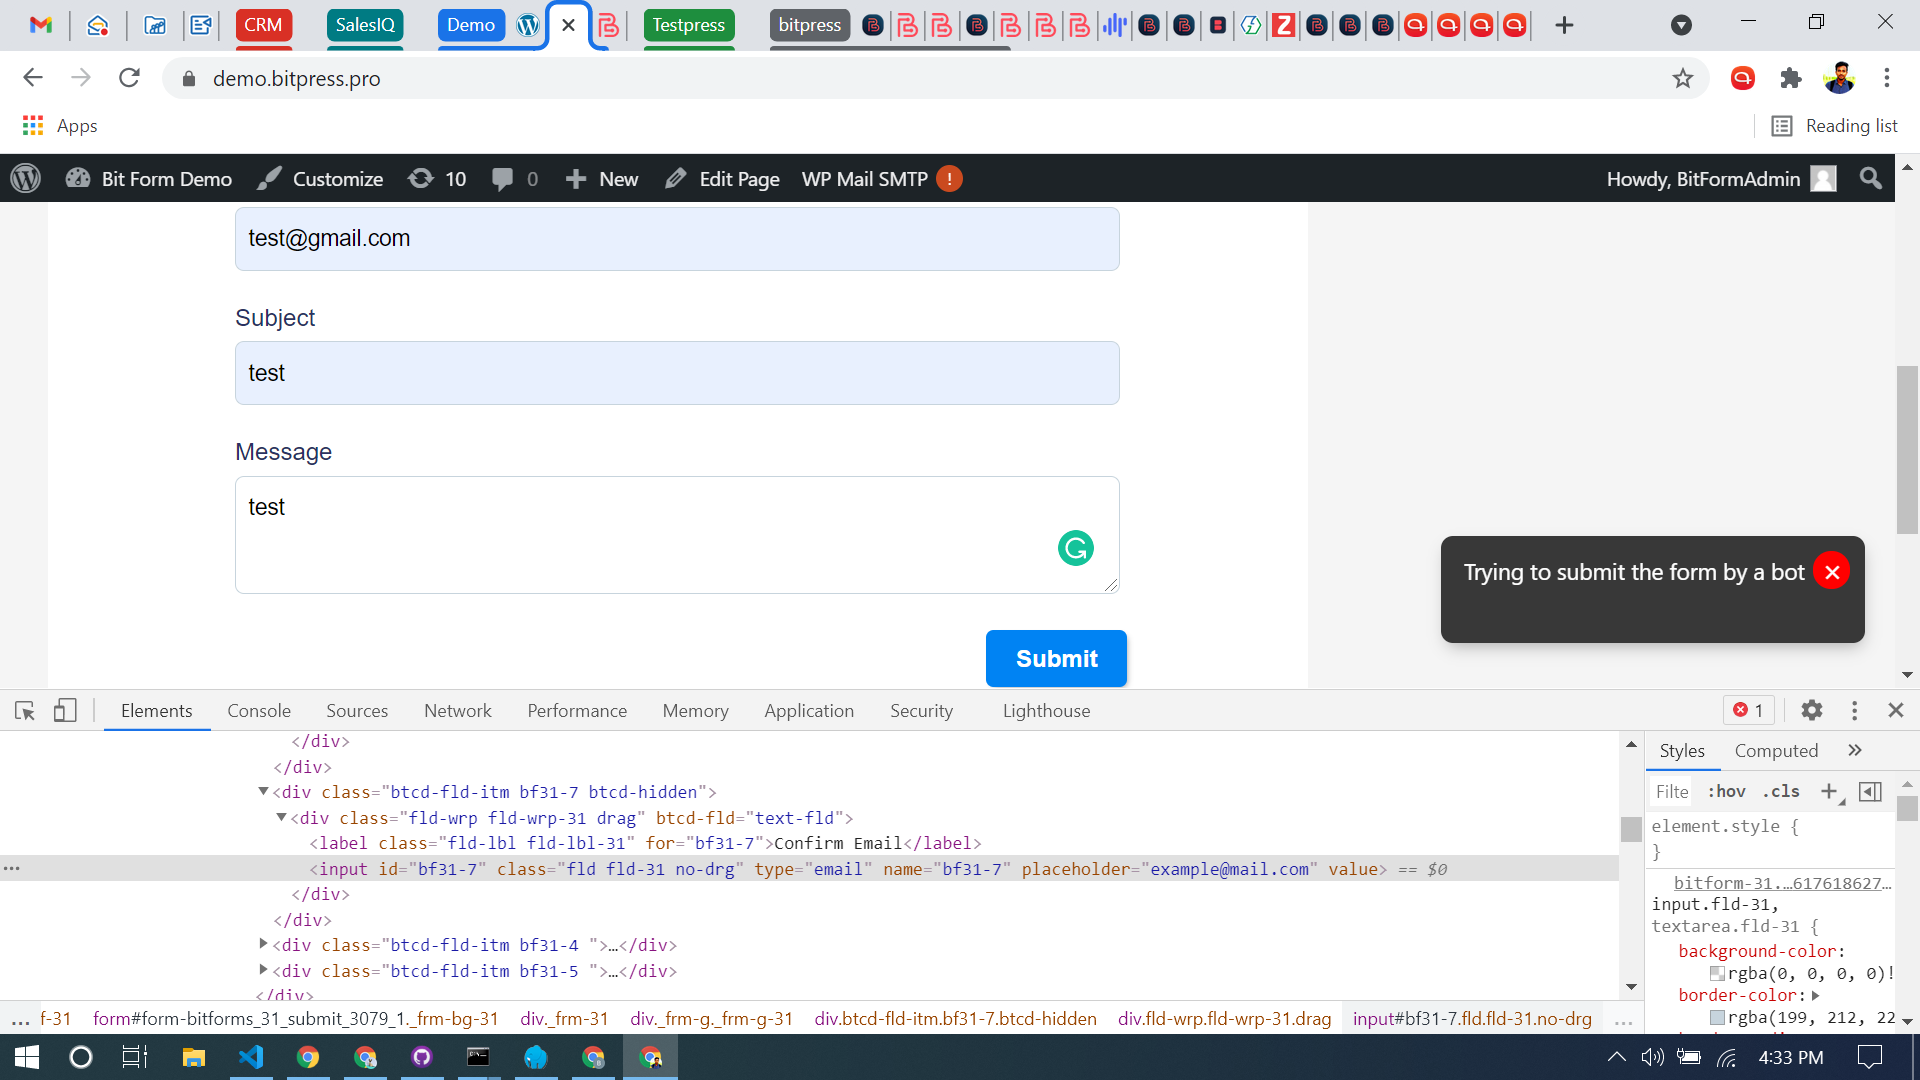 CRM SalesIQ Demo Testpress bitpress
demo.bitpress.pro
Apps Reading list
Bit Form Demo Customize 10 0 New Edit Page WP Mail SMTP ! Howdy, BitFormAdmin
test@gmail.com
Subject
test
Message
test
Trying to submit the form by a bot
Submit
Elements Console Sources Network Performance Memory Application Security Lighthouse 1
</div>
</div>
<div class="btcd-fld-itm bf31-7 btcd-hidden">
<div class="fld-wrp fld-wrp-31 drag" btcd-fld="text-fld">
<label class="fld-lbl fld-lbl-31" for="bf31-7">Confirm Email</label>
<input id="bf31-7" class="fld fld-31 no-drg" type="email" name="bf31-7" placeholder="example@mail.com" value> == $0
</div>
</div>
<div class="btcd-fld-itm bf31-4 ">…</div>
<div class="btcd-fld-itm bf31-5 ">…</div>
</div>
Styles Computed »
Filte :hov .cls
element.style {
}
bitform-31.…617618627…
input.fld-31,
textarea.fld-31 {
background-color:
rgba(0, 0, 0, 0)!
border-color:
rgba(199, 212, 22
... f-31 form#form-bitforms_31_submit_3079_1._frm-bg-31 div._frm-31 div._frm-g._frm-g-31 div.btcd-fld-itm.bf31-7.btcd-hidden div.fld-wrp.fld-wrp-31.drag input#bf31-7.fld.fld-31.no-drg ...
4:33 PM